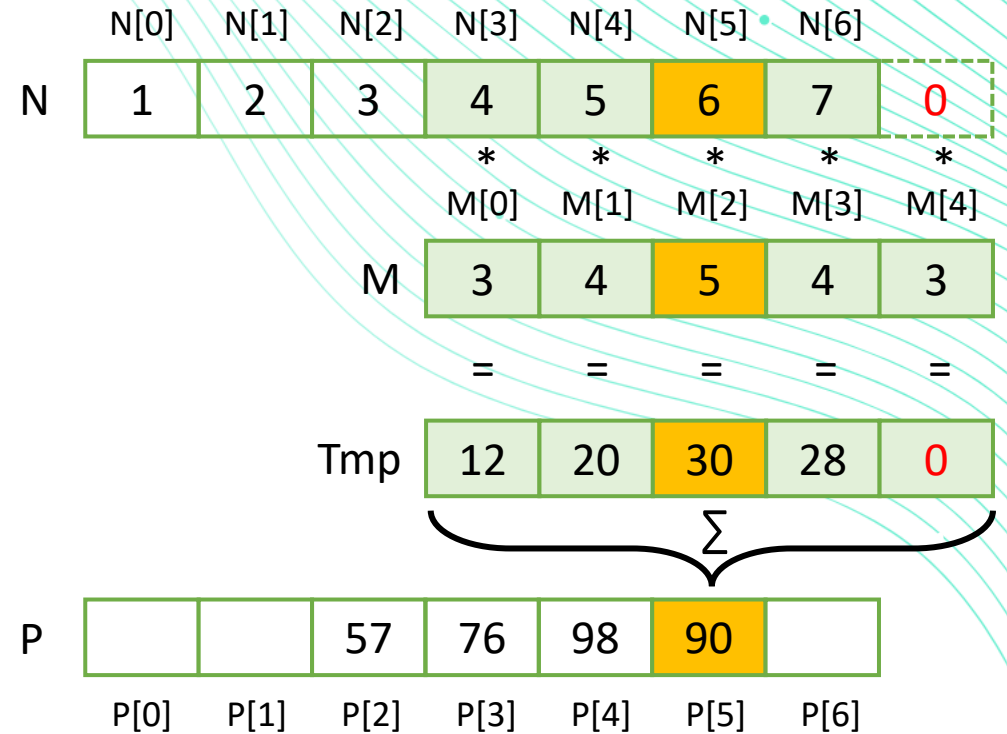 N[0] N[1] N[2] N[3] N[4] N[5] N[6]
N 1 2 3 4 5 6 7 0
* * * * *
M[0] M[1] M[2] M[3] M[4]
M 3 4 5 4 3
= = = = =
Tmp 12 20 30 28 0
∑
P 57 76 98 90
P[0] P[1] P[2] P[3] P[4] P[5] P[6]